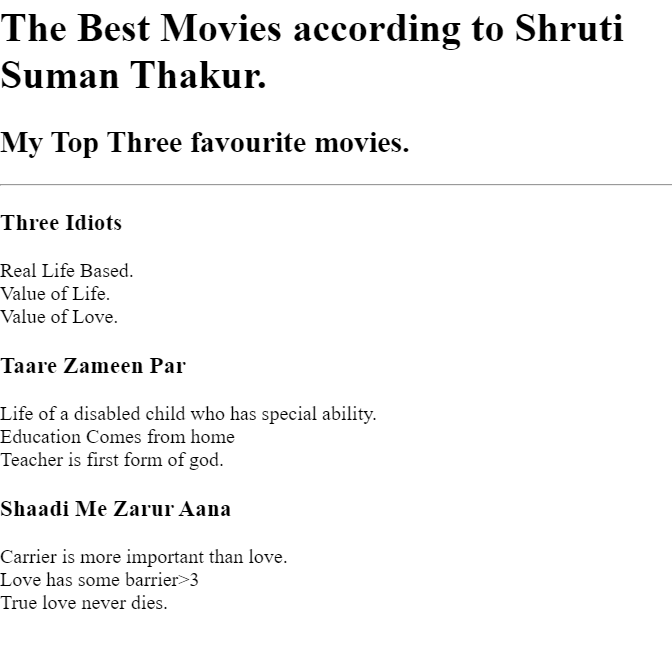 The Best Movies according to Shruti
Suman Thakur.
My Top Three favourite movies.
Three Idiots
Real Life Based.
Value of Life.
Value of Love.
Taare Zameen Par
Life of a disabled child who has special ability.
Education Comes from home
Teacher is first form of god.
Shaadi Me Zarur Aana
Carrier is more important than love.
Love has some barrier>3
True love never dies.